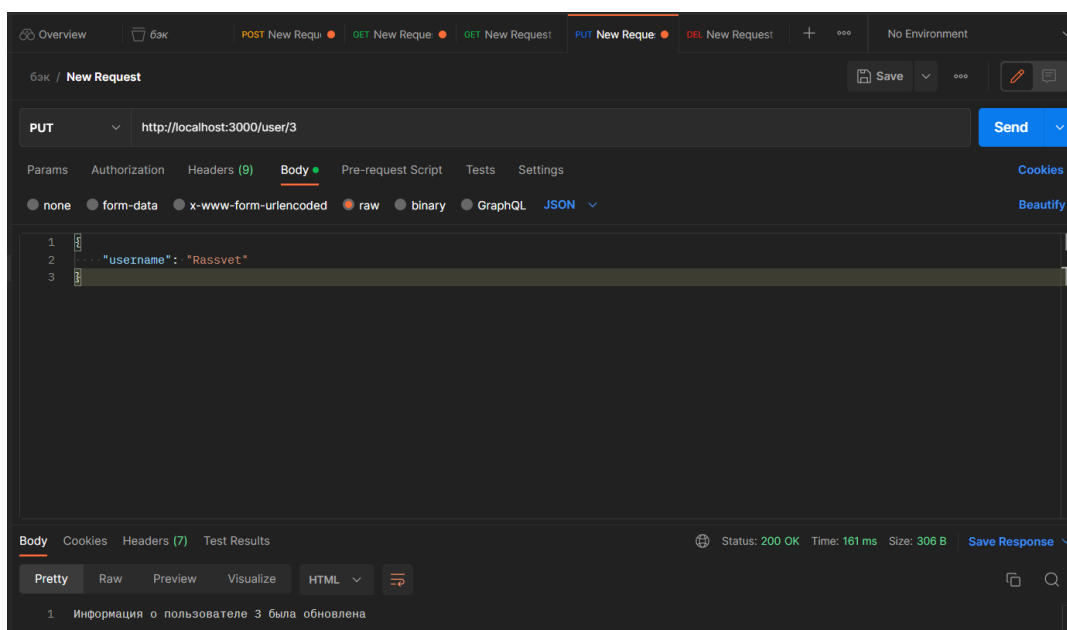 Overview бэк POST New Requ GET New Reque GET New Request PUT New Reque DEL New Request No Environment
бэк / New Request Save
PUT http://localhost:3000/user/3 Send
Params Authorization Headers (9) Body Pre-request Script Tests Settings Cookies
none form-data x-www-form-urlencoded raw binary GraphQL JSON Beautify
1 {
2 "username": "Rassvet"
3 }
Body Cookies Headers (7) Test Results Status: 200 OK Time: 161 ms Size: 306 B Save Response
Pretty Raw Preview Visualize HTML
1 Информация о пользователе 3 была обновлена